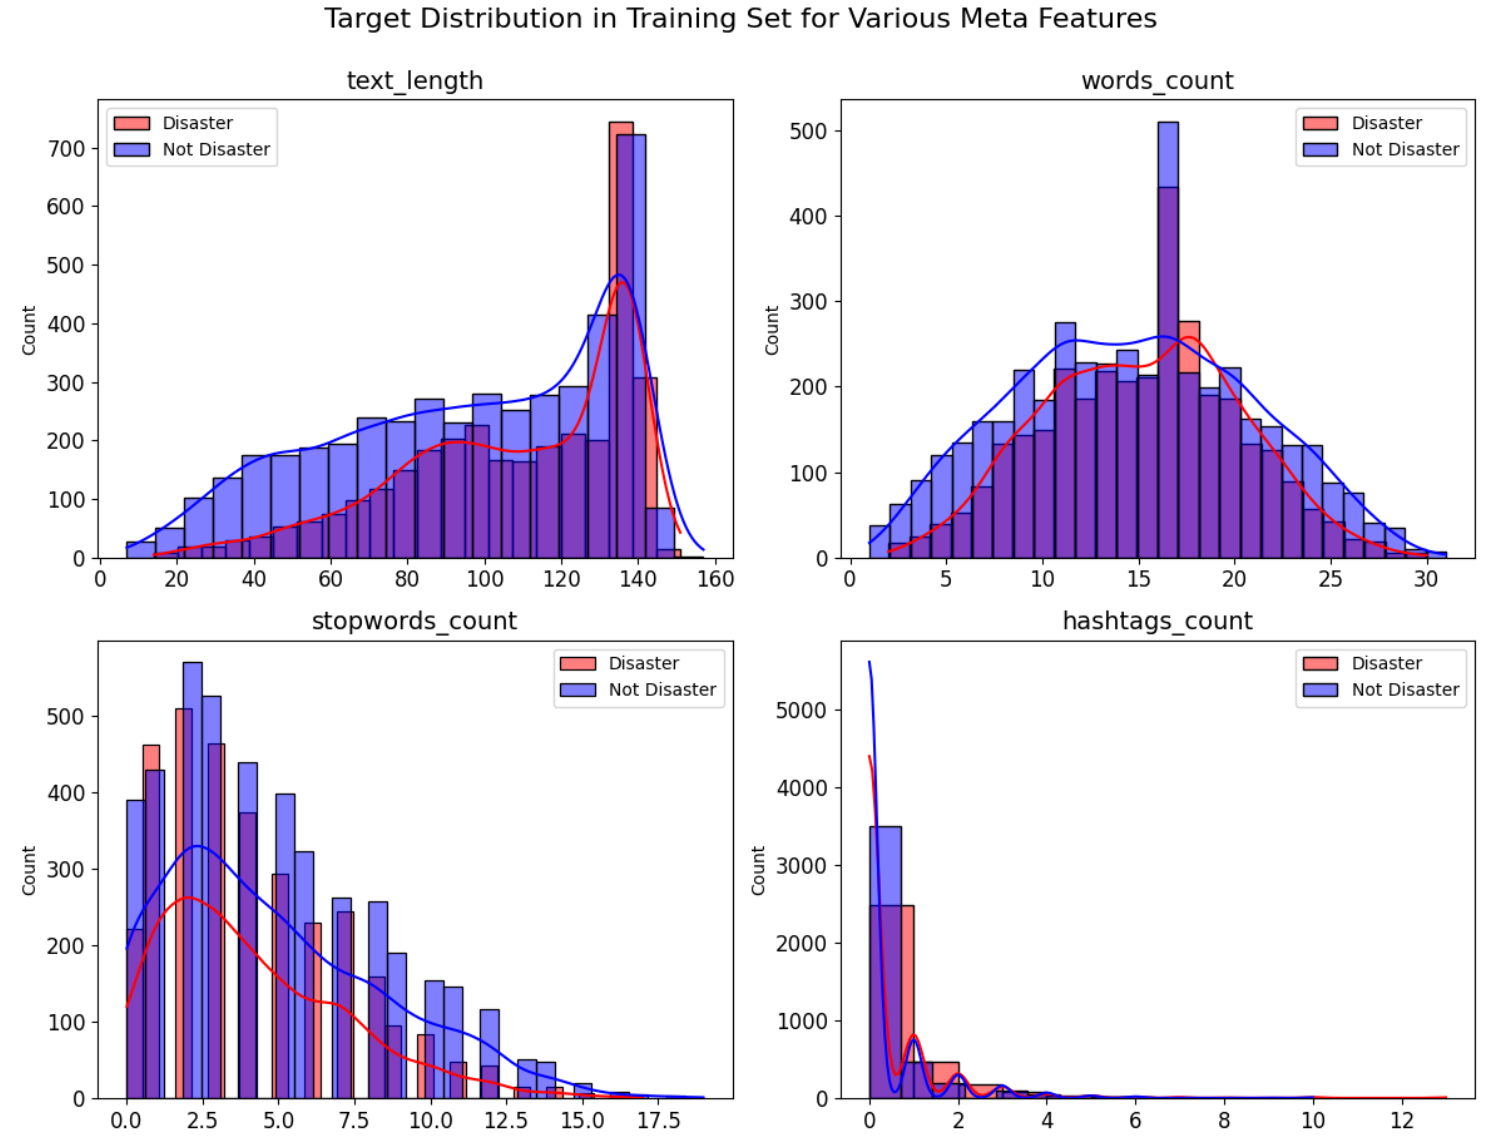 Target Distribution in Training Set for Various Meta Features
text_length
Disaster
Not Disaster
Count
700
600
500
400
300
200
100
0
0 20 40 60 80 100 120 140 160
words_count
Disaster
Not Disaster
Count
500
400
300
200
100
0
0 5 10 15 20 25 30
stopwords_count
Disaster
Not Disaster
Count
500
400
300
200
100
0
0.0 2.5 5.0 7.5 10.0 12.5 15.0 17.5
hashtags_count
Disaster
Not Disaster
Count
5000
4000
3000
2000
1000
0
0 2 4 6 8 10 12